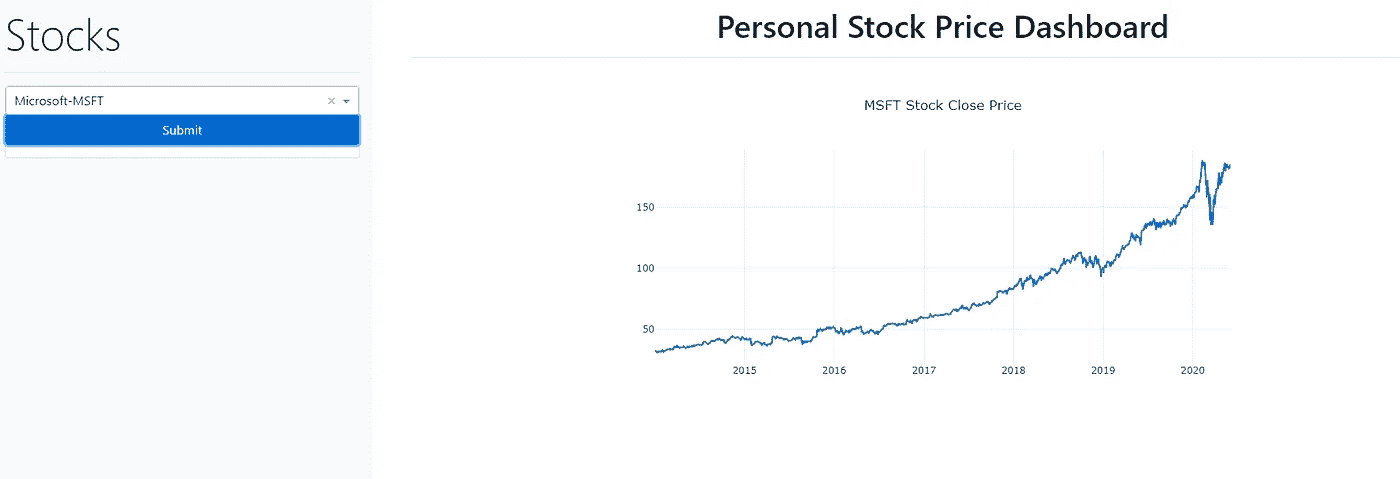 Stocks
Microsoft-MSFT
Submit
Personal Stock Price Dashboard
MSFT Stock Close Price
150
100
50
2015 2016 2017 2018 2019 2020